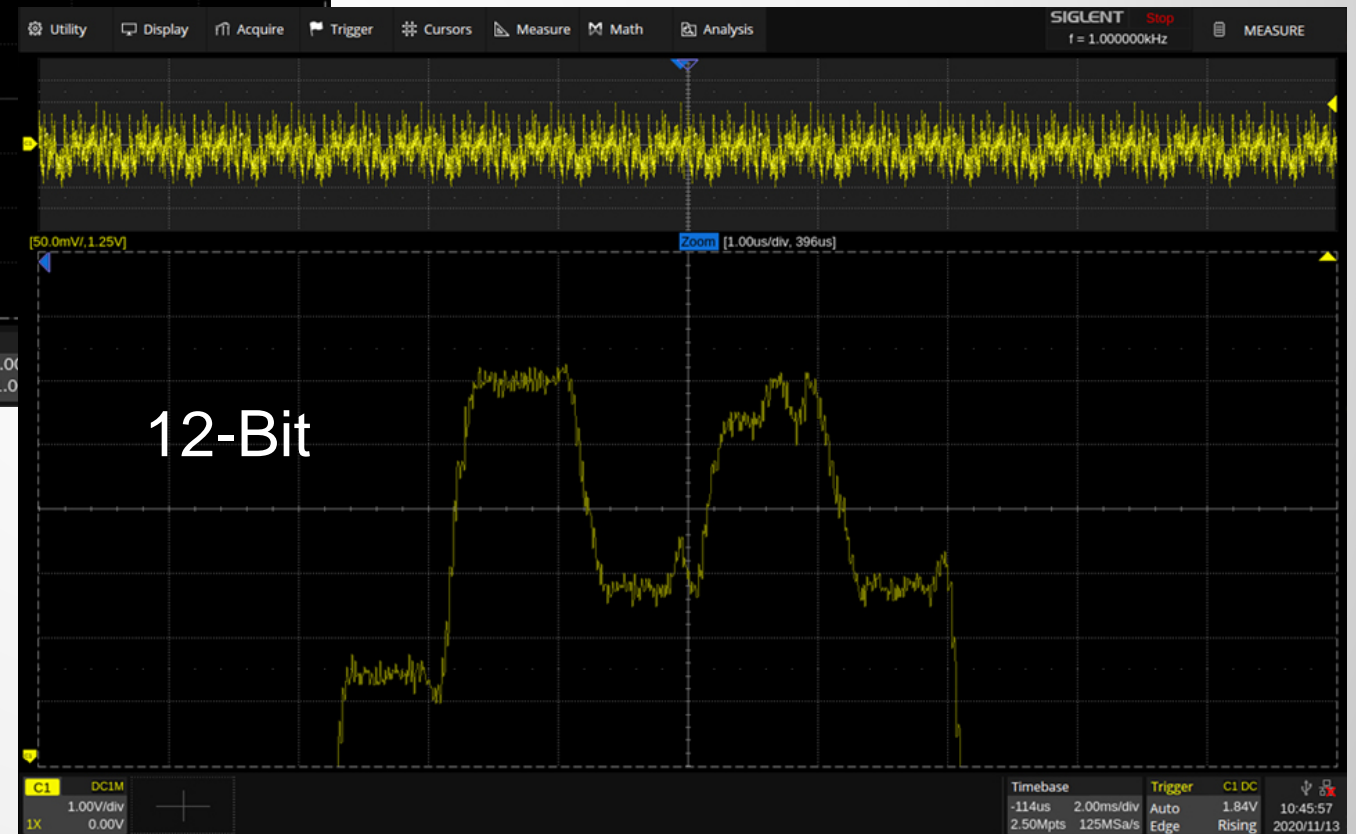 Utility Display Acquire Trigger Cursors Measure Math Analysis
SIGLENT Stop
f = 1.000000kHz
MEASURE
[50.0mV/,1.25V]
Zoom [1.00us/div, 396us]
12-Bit
C1 DC1M
1.00V/div
1X 0.00V
Timebase
-114us 2.00ms/div
2.50Mpts 125MSa/s
Trigger C1 DC
Auto 1.84V
Edge Rising
10:45:57
2020/11/13